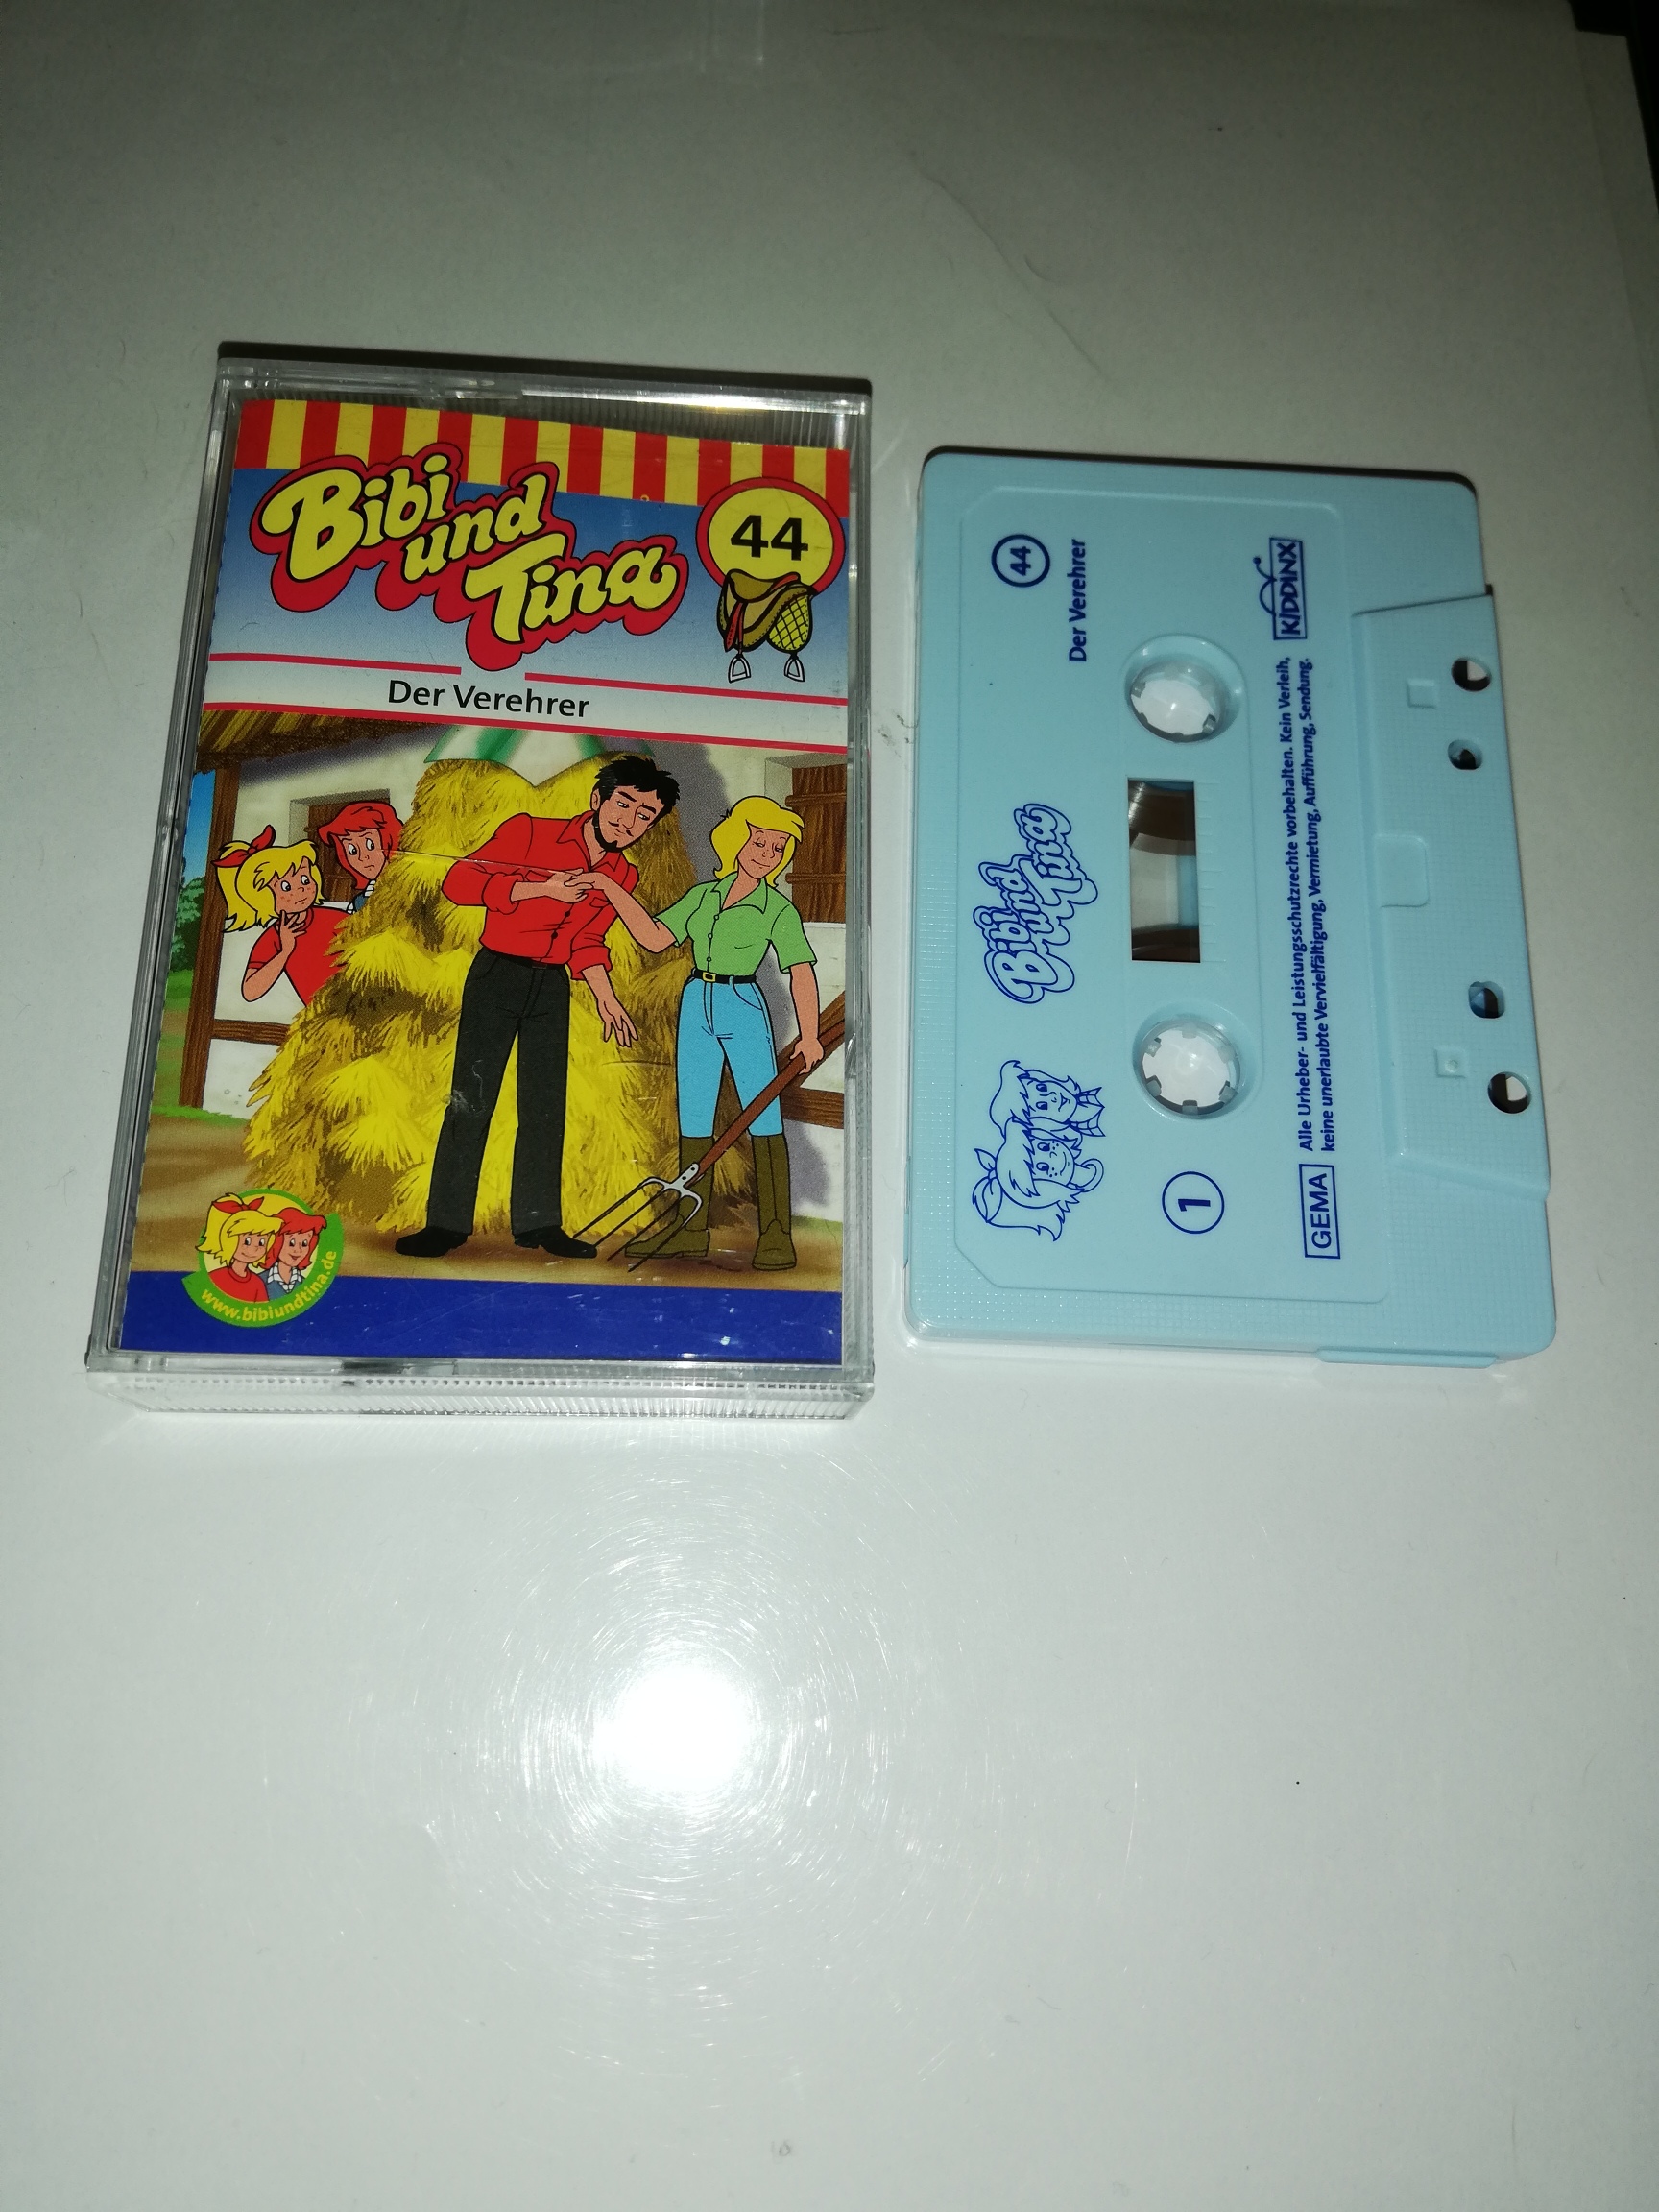 Bibi
und
Tina
44
Der Verehrer
www.bibiundtina.de
44
Der Verehrer
Bibi
und
Tina
1
KIDDINX
GEMA
Alle Urheber- und Leistungsschutzrechte vorbehalten. Kein Verleih,
keine unerlaubte Vervielfältigung, Vermietung, Aufführung, Sendung.